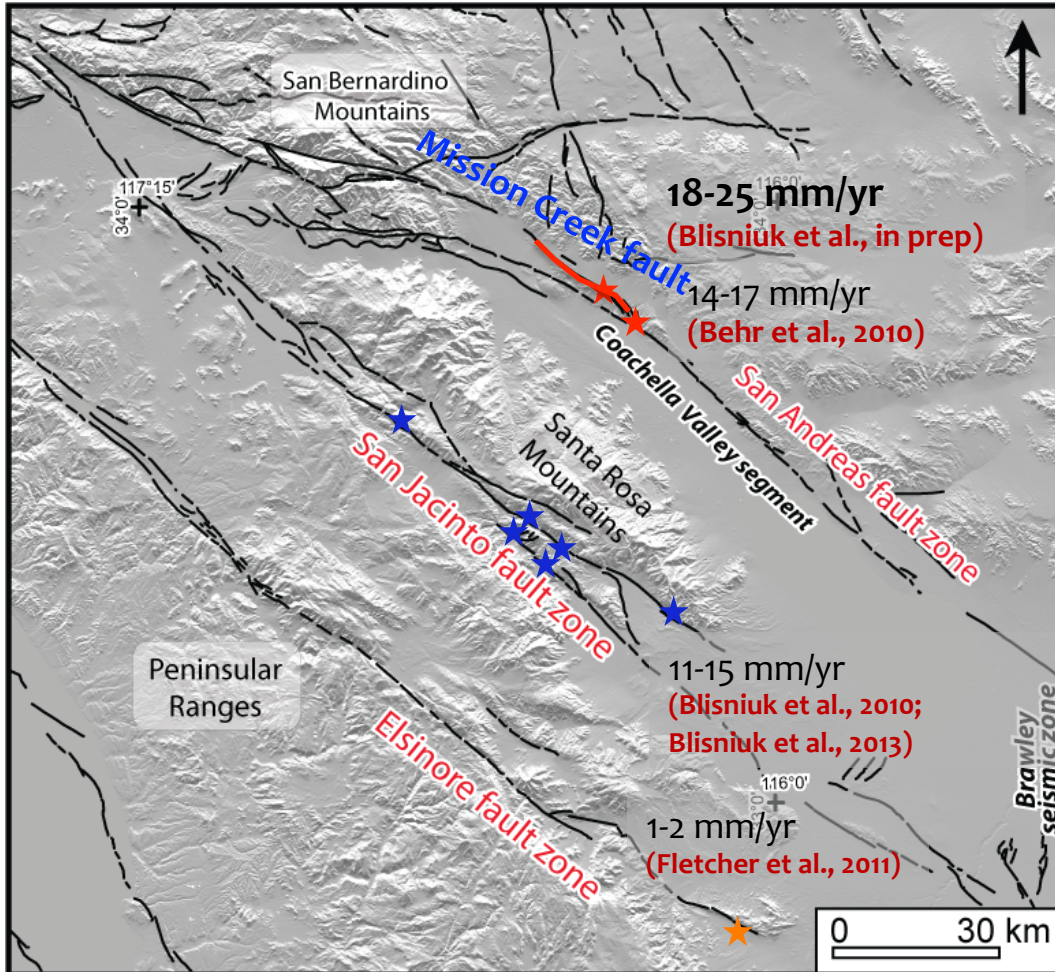 San Bernardino
Mountains
Mission Creek fault
117°15'
34°0'
116°0'
18-25 mm/yr
(Blisniuk et al., in prep)
14-17 mm/yr
(Behr et al., 2010)
Coachella Valley segment
San Andreas fault zone
Santa Rosa
Mountains
San Jacinto fault zone
Peninsular
Ranges
Elsinore fault zone
11-15 mm/yr
(Blisniuk et al., 2010;
Blisniuk et al., 2013)
116°0'
1-2 mm/yr
(Fletcher et al., 2011)
Brawley
seismic zone
0 30 km